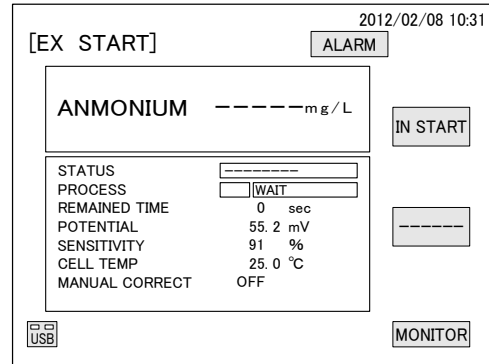 2012/02/08 10:31
[EX START]
ALARM
ANMONIUM －－－－－mg/L
IN START
STATUS --------
PROCESS WAIT
REMAINED TIME 0 sec
POTENTIAL 55.2 mV
SENSITIVITY 91 %
------
CELL TEMP 25.0 ℃
MANUAL CORRECT OFF
USB
MONITOR